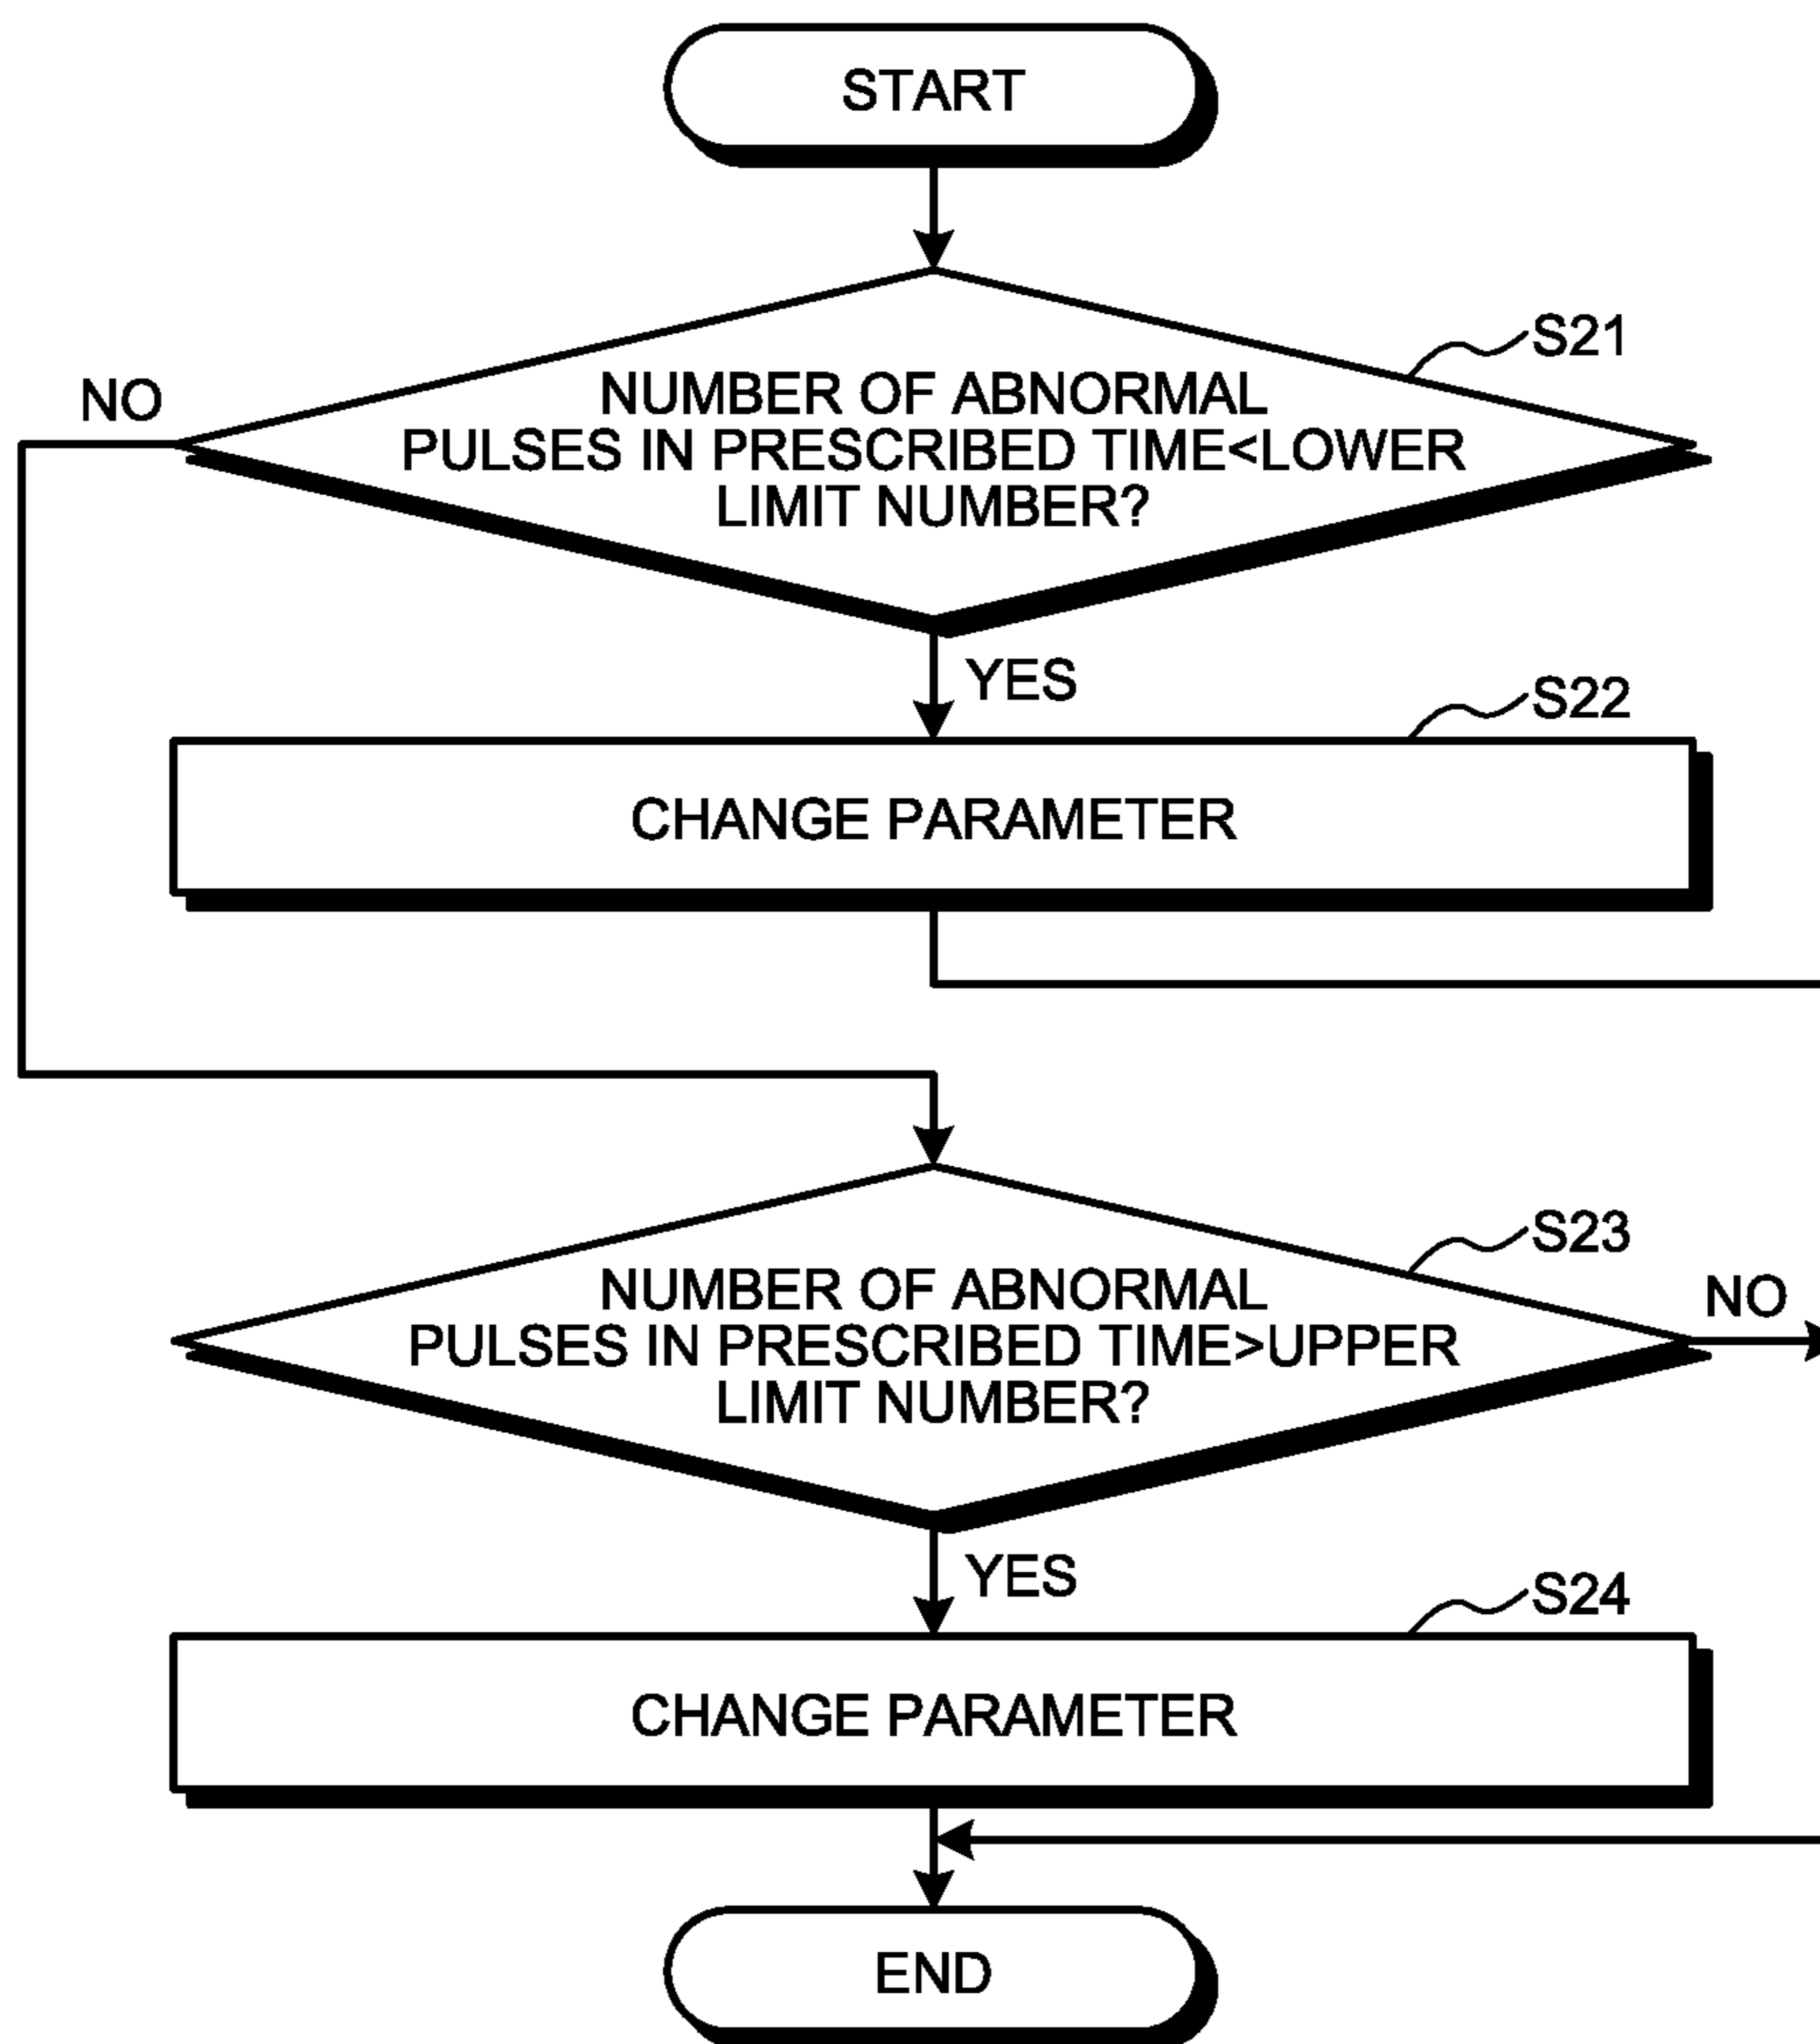 START
S21
NO
NUMBER OF ABNORMAL
PULSES IN PRESCRIBED TIME<LOWER
LIMIT NUMBER?
YES
S22
CHANGE PARAMETER
S23
NO
NUMBER OF ABNORMAL
PULSES IN PRESCRIBED TIME>UPPER
LIMIT NUMBER?
YES
S24
CHANGE PARAMETER
END